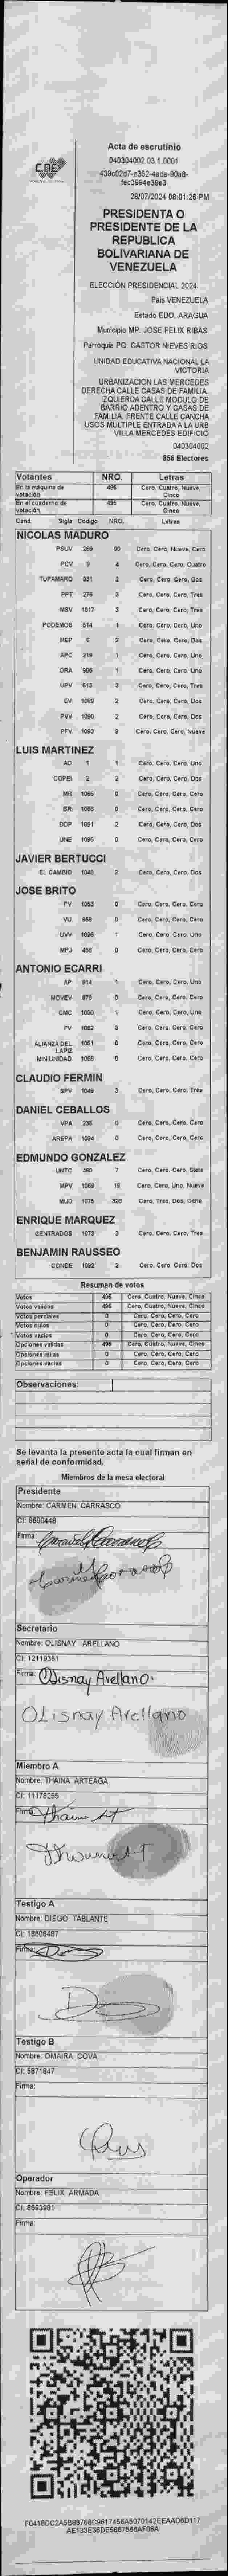 CNE
Acta de escrutinio
040304002.03.1.0001
28/07/2024 08:01:26 PM
PRESIDENTA O
PRESIDENTE DE LA
REPUBLICA
BOLIVARIANA DE
VENEZUELA
ELECCIÓN PRESIDENCIAL 2024
País VENEZUELA
Estado EDO. ARAGUA
Municipio MP. JOSE FELIX RIBAS
Parroquia PQ. CASTOR NIEVES RIOS
UNIDAD EDUCATIVA NACIONAL LA
VICTORIA
URBANIZACIÓN LAS MERCEDES
DERECHA CALLE CASAS DE FAMILIA.
IZQUIERDA CALLE MODULO DE
BARRIO ADENTRO Y CASAS DE
FAMILIA. FRENTE CALLE CANCHA
USOS MULTIPLE ENTRADA A LA URB
VILLA MERCEDES EDIFICIO
040304002
856 Electores
Votantes NRO. Letras
En la máquina de votación 495 Cero, Cuatro, Nueve, Cinco
En el cuaderno de votación 495 Cero, Cuatro, Nueve, Cinco
Cand. Sigla Código NRO. Letras
NICOLAS MADURO
PSUV 269 90 Cero, Cero, Nueve, Cero
PCV 9 4 Cero, Cero, Cero, Cuatro
TUPAMARO 921 2 Cero, Cero, Cero, Dos
PPT 276 3 Cero, Cero, Cero, Tres
MSV 1017 3 Cero, Cero, Cero, Tres
PODEMOS 514 1 Cero, Cero, Cero, Uno
MEP 6 2 Cero, Cero, Cero, Dos
APC 219 1 Cero, Cero, Cero, Uno
ORA 906 1 Cero, Cero, Cero, Uno
UPV 613 3 Cero, Cero, Cero, Tres
EV 1089 2 Cero, Cero, Cero, Dos
PVV 1090 2 Cero, Cero, Cero, Dos
PFV 1093 9 Cero, Cero, Cero, Nueve
LUIS MARTINEZ
AD 1 1 Cero, Cero, Cero, Uno
COPEI 2 2 Cero, Cero, Cero, Dos
MR 1065 0 Cero, Cero, Cero, Cero
BR 1066 0 Cero, Cero, Cero, Cero
DDP 1091 2 Cero, Cero, Cero, Dos
UNE 1095 0 Cero, Cero, Cero, Cero
JAVIER BERTUCCI
EL CAMBIO 1048 2 Cero, Cero, Cero, Dos
JOSE BRITO
PV 1053 0 Cero, Cero, Cero, Cero
VU 968 0 Cero, Cero, Cero, Cero
UVV 1096 1 Cero, Cero, Cero, Uno
MPJ 458 0 Cero, Cero, Cero, Cero
ANTONIO ECARRI
AP 914 1 Cero, Cero, Cero, Uno
MOVEV 979 0 Cero, Cero, Cero, Cero
CMC 1050 1 Cero, Cero, Cero, Uno
FV 1082 0 Cero, Cero, Cero, Cero
ALIANZA DEL LAPIZ 1051 0 Cero, Cero, Cero, Cero
MIN UNIDAD 1068 0 Cero, Cero, Cero, Cero
CLAUDIO FERMIN
SPV 1049 3 Cero, Cero, Cero, Tres
DANIEL CEBALLOS
VPA 236 0 Cero, Cero, Cero, Cero
AREPA 1094 0 Cero, Cero, Cero, Cero
EDMUNDO GONZALEZ
UNTC 460 7 Cero, Cero, Cero, Siete
MPV 1069 19 Cero, Cero, Uno, Nueve
MUD 1075 328 Cero, Tres, Dos, Ocho
ENRIQUE MARQUEZ
CENTRADOS 1073 3 Cero, Cero, Cero, Tres
BENJAMIN RAUSSEO
CONDE 1092 2 Cero, Cero, Cero, Dos
Resumen de votos
Votos 495 Cero, Cuatro, Nueve, Cinco
Votos válidos 495 Cero, Cuatro, Nueve, Cinco
Votos parciales 0 Cero, Cero, Cero, Cero
Votos nulos 0 Cero, Cero, Cero, Cero
Votos vacíos 0 Cero, Cero, Cero, Cero
Opciones válidas 495 Cero, Cuatro, Nueve, Cinco
Opciones nulas 0 Cero, Cero, Cero, Cero
Opciones vacías 0 Cero, Cero, Cero, Cero
Observaciones:
Se levanta la presente acta la cual firman en
señal de conformidad.
Miembros de la mesa electoral
Presidente
Nombre: CARMEN CARRASCO
CI: 8690448
Firma:
Secretario
Nombre: OLISNAY ARELLANO
CI: 12119351
Firma: Olisnay Arellano.
OLisnay Arellano
Miembro A
Nombre: THAINA ARTEAGA
CI: 11178255
Firma:
Testigo A
Nombre: DIEGO TABLANTE
CI: 18608487
Firma:
Testigo B
Nombre: OMAIRA COVA
CI: 5871847
Firma:
Operador
Nombre: FELIX ARMADA
CI: 8693981
Firma: